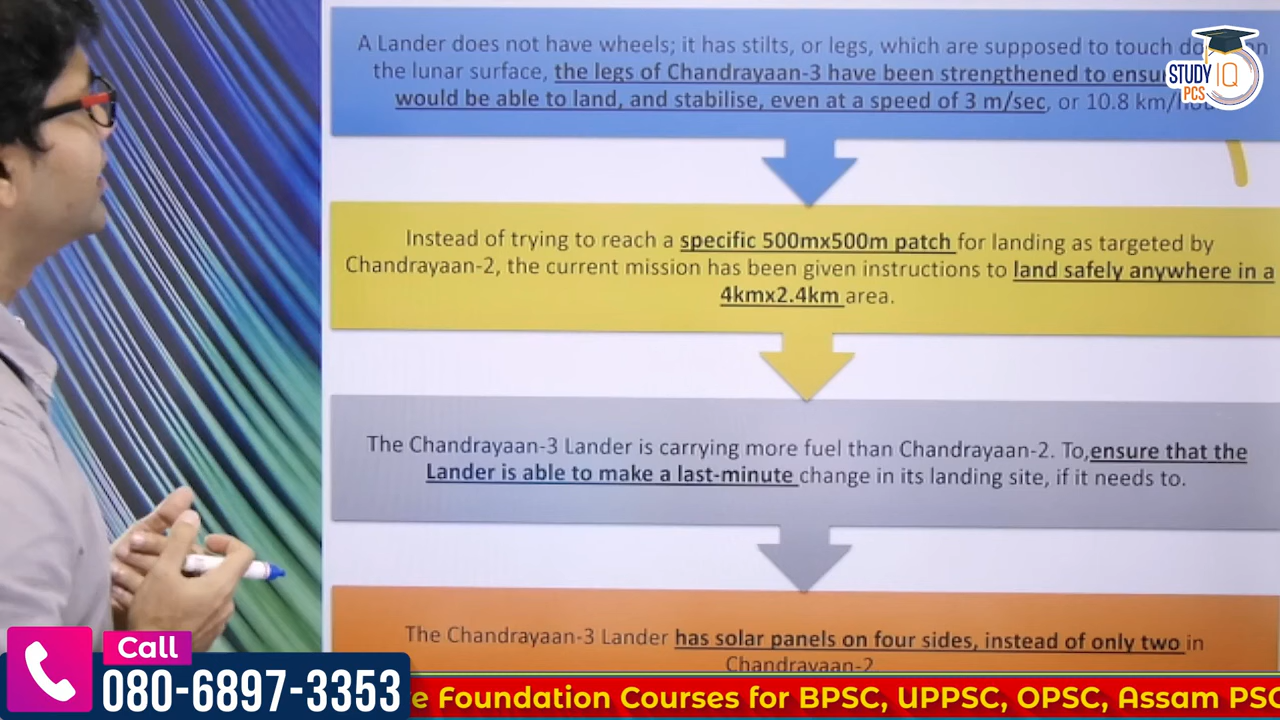 A Lander does not have wheels; it has stilts, or legs, which are supposed to touch
the lunar surface, the legs of Chandrayaan-3 have been strengthened to
would be able to land, and stabilise, even at a speed of 3 m/sec, or 10.8
STUDY IQ
PCS
Instead of trying to reach a specific 500mx500m patch for landing as targeted by
Chandrayaan-2, the current mission has been given instructions to land safely anywhere in a
4kmx2.4km area.
The Chandrayaan-3 Lander is carrying more fuel than Chandrayaan-2. To,ensure that the
Lander is able to make a last-minute change in its landing site, if it needs to.
The Chandrayaan-3 Lander has solar panels on four sides, instead of only two in
Chandrayaan-2
Call
080-6897-3353
Foundation Courses for BPSC, UPPSC, OPSC, Assam PSC